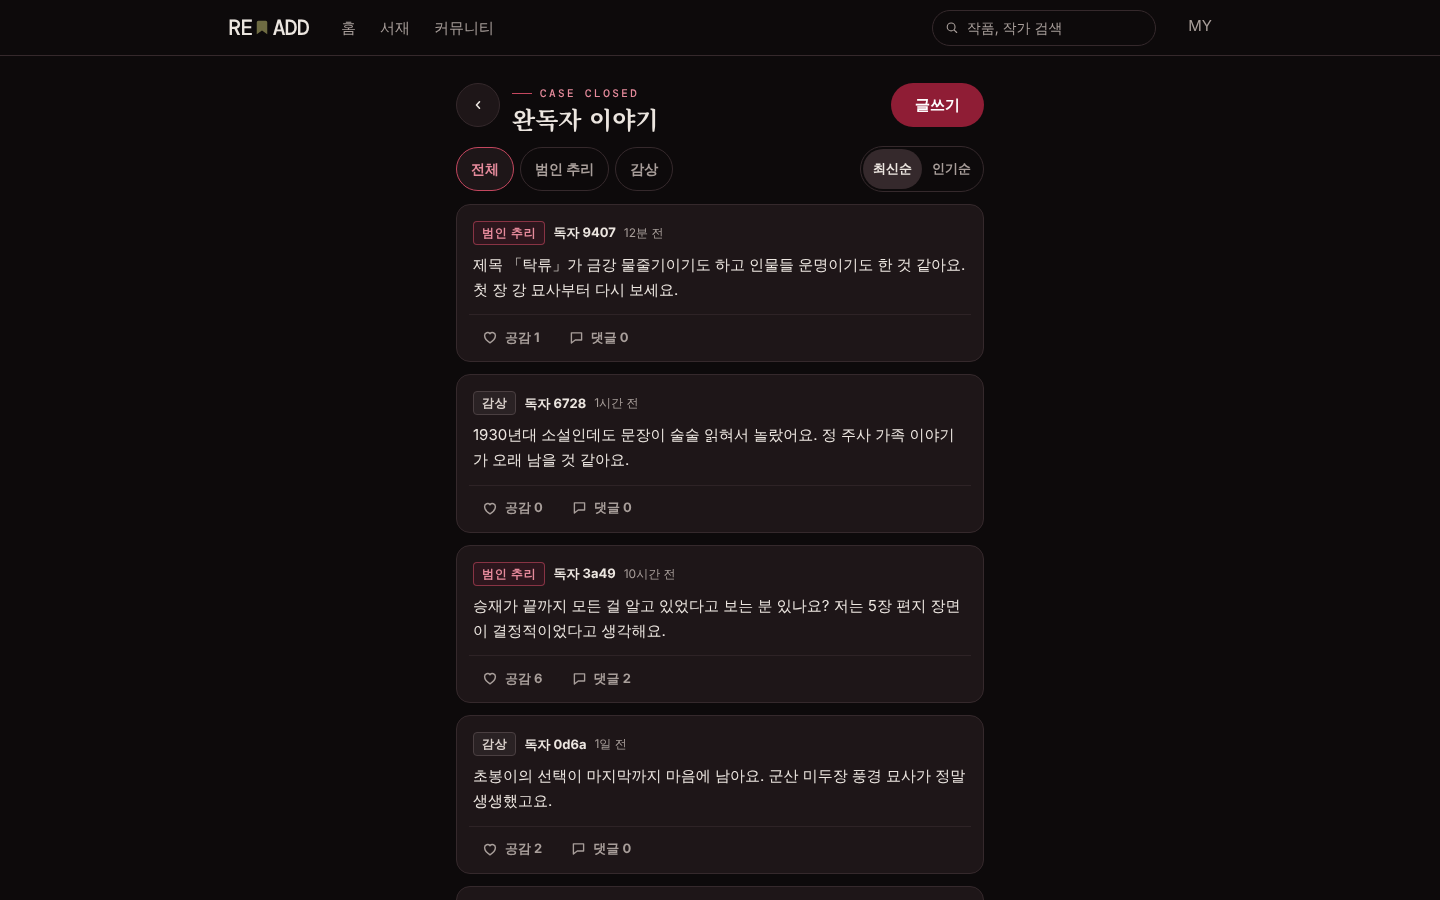 READD 홈 서재 커뮤니티 작품, 작가 검색 MY
CASE CLOSED
완독자 이야기 글쓰기
전체 범인 추리 감상 최신순 인기순
범인 추리 독자 9407 12분 전
제목 「탁류」가 금강 물줄기이기도 하고 인물들 운명이기도 한 것 같아요.
첫 장 강 묘사부터 다시 보세요.
공감 1 댓글 0
감상 독자 6728 1시간 전
1930년대 소설인데도 문장이 술술 읽혀서 놀랐어요. 정 주사 가족 이야기
가 오래 남을 것 같아요.
공감 0 댓글 0
범인 추리 독자 3a49 10시간 전
승재가 끝까지 모든 걸 알고 있었다고 보는 분 있나요? 저는 5장 편지 장면
이 결정적이었다고 생각해요.
공감 6 댓글 2
감상 독자 0d6a 1일 전
초봉이의 선택이 마지막까지 마음에 남아요. 군산 미두장 풍경 묘사가 정말
생생했고요.
공감 2 댓글 0